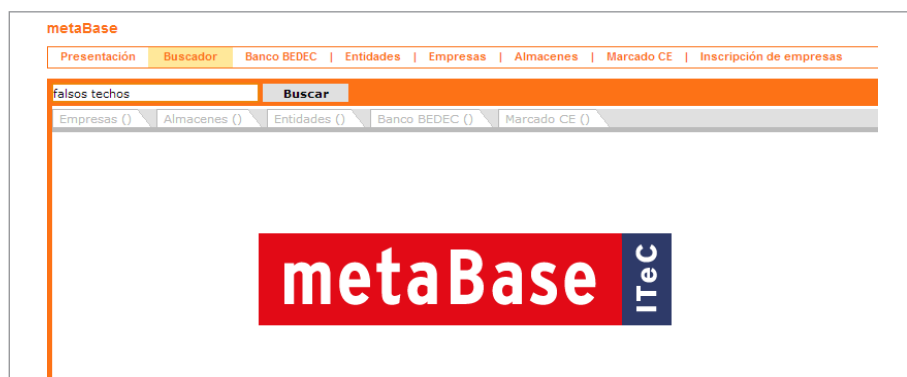 metaBase
Presentación Buscador Banco BEDEC | Entidades | Empresas | Almacenes | Marcado CE | Inscripción de empresas
falsos techos Buscar
Empresas () Almacenes () Entidades () Banco BEDEC () Marcado CE ()
metaBase ITeC